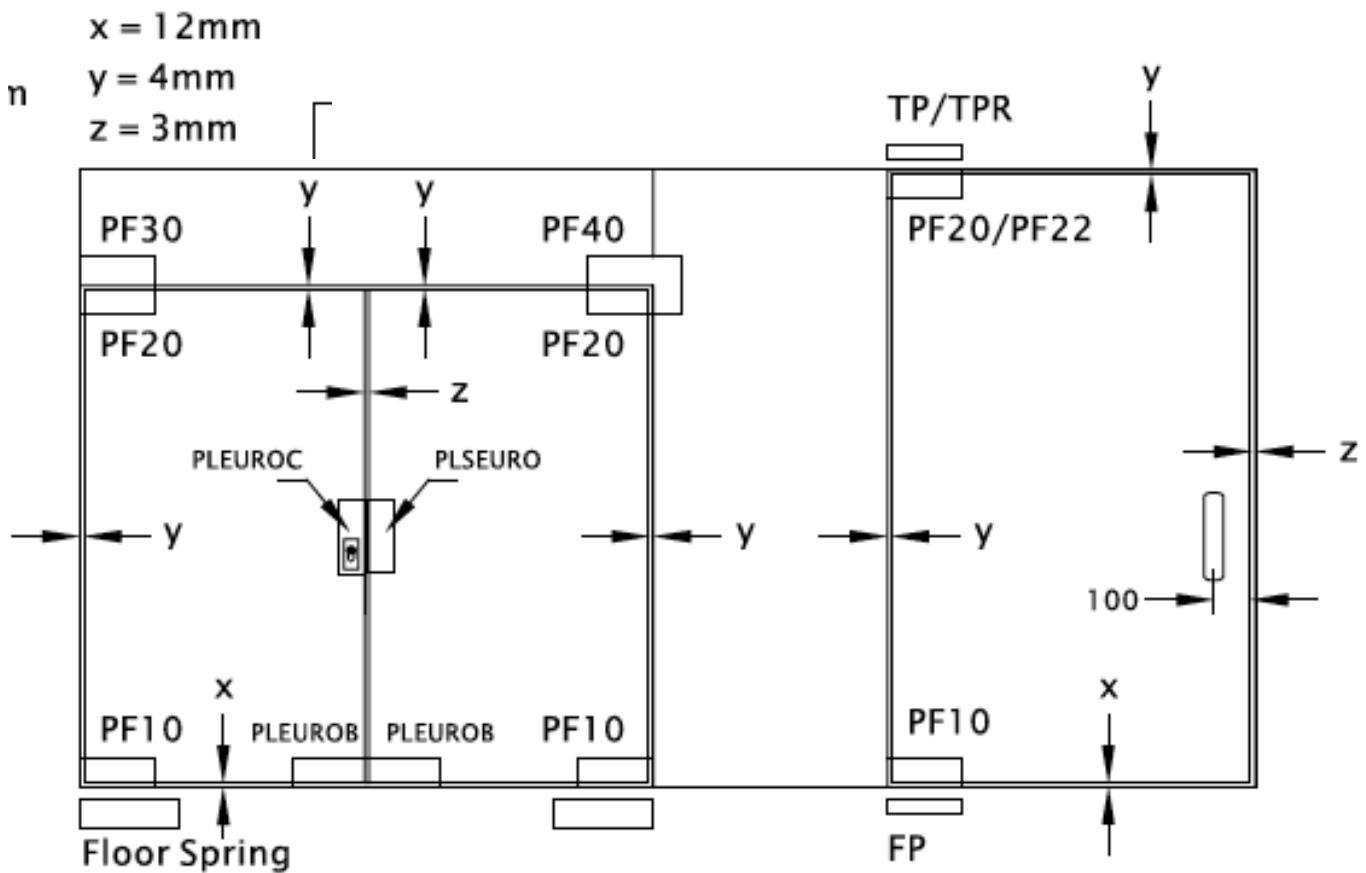 x = 12mm
y = 4mm
z = 3mm
m
y
TP/TPR
y
y
PF30
PF40
PF20/PF22
PF20
PF20
z
PLEUROC
PLSEURO
z
y
y
y
100
x
x
PF10
PLEUROB
PLEUROB
PF10
PF10
Floor Spring
FP